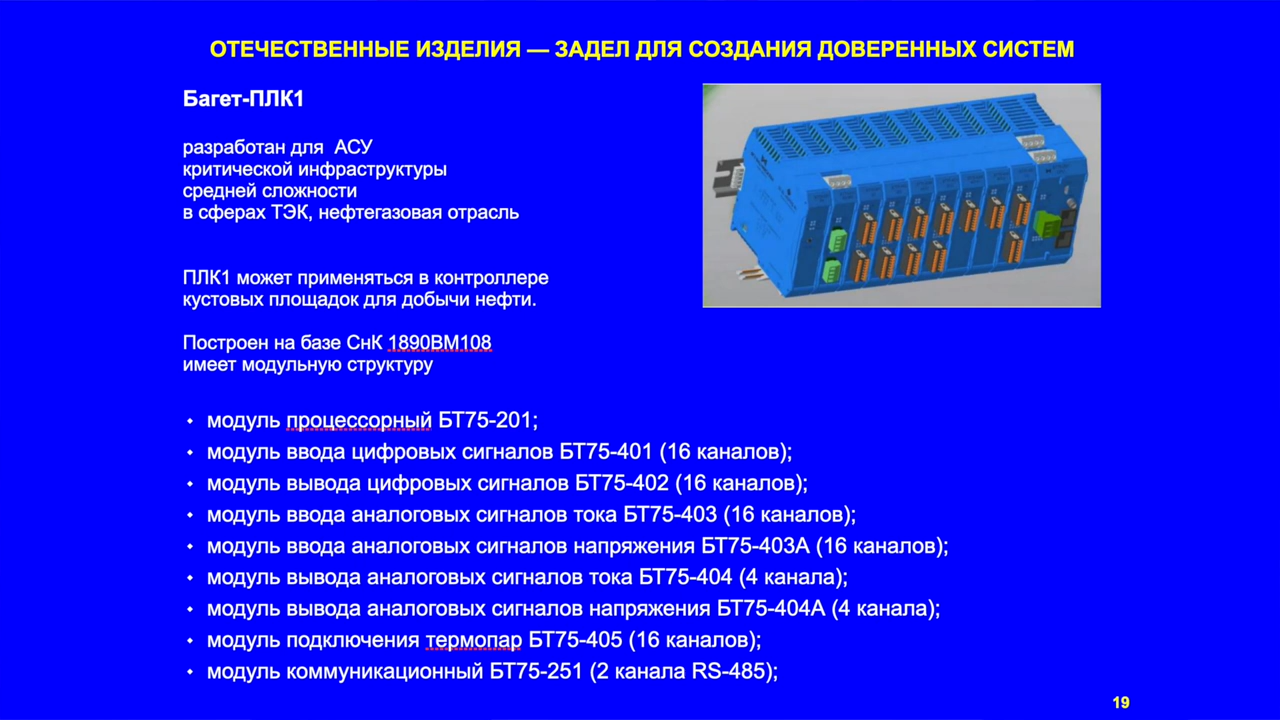 ОТЕЧЕСТВЕННЫЕ ИЗДЕЛИЯ — ЗАДЕЛ ДЛЯ СОЗДАНИЯ ДОВЕРЕННЫХ СИСТЕМ
Багет-ПЛК1
разработан для АСУ
критической инфраструктуры
средней сложности
в сферах ТЭК, нефтегазовая отрасль
ПЛК1 может применяться в контроллере
кустовых площадок для добычи нефти.
Построен на базе СнК 1890ВМ108
имеет модульную структуру
• модуль процессорный БТ75-201;
• модуль ввода цифровых сигналов БТ75-401 (16 каналов);
• модуль вывода цифровых сигналов БТ75-402 (16 каналов);
• модуль ввода аналоговых сигналов тока БТ75-403 (16 каналов);
• модуль ввода аналоговых сигналов напряжения БТ75-403А (16 каналов);
• модуль вывода аналоговых сигналов тока БТ75-404 (4 канала);
• модуль вывода аналоговых сигналов напряжения БТ75-404А (4 канала);
• модуль подключения термопар БТ75-405 (16 каналов);
• модуль коммуникационный БТ75-251 (2 канала RS-485);
19